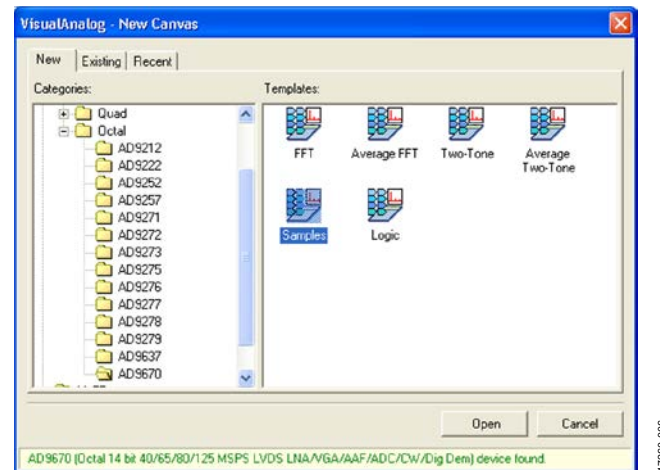 VisualAnalog - New Canvas
New Existing Recent
Categories:
Templates:
Quad
Octal
AD9212
AD9222
AD9252
AD9257
AD9271
AD9272
AD9273
AD9275
AD9276
AD9277
AD9278
AD9279
AD9637
AD9670
FFT
Average FFT
Two-Tone
Average
Two-Tone
Samples
Logic
Open
Cancel
AD9670 (Octal 14 bit 40/65/80/125 MSPS LVDS LNA/VGA/AAF/ADC/CW/Dig Dem) device found.